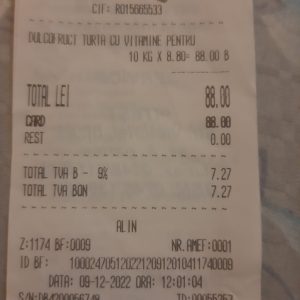 CIF: RO15665533
DULCOFRUCT TURTA CU VITAMINE PENTRU
10 KG X 8.80= 88.00 B
TOTAL LEI 88.00
CARD 88.00
REST 0.00
TOTAL TVA B - 9% 7.27
TOTAL TVA BON 7.27
ALIN
Z:1174 BF:0009 NR.AMEF:0001
ID BF:
DATA: 09-12-2022 ORA: 12:01:04